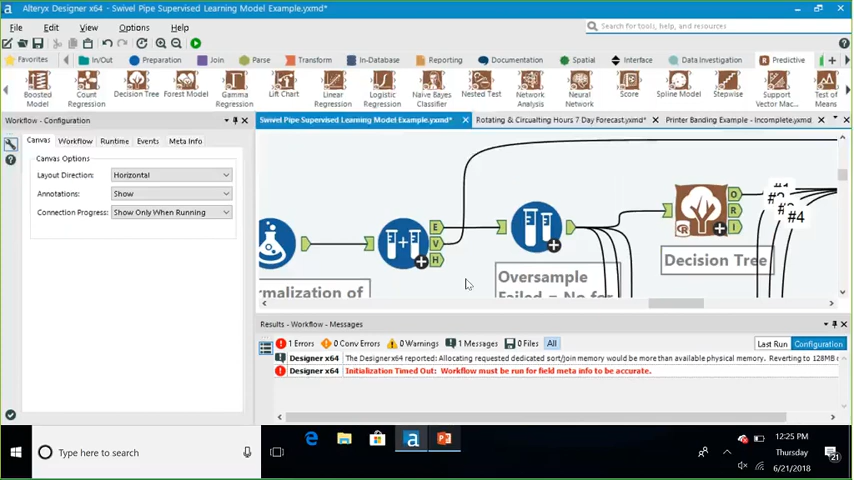 Alteryx Designer x64 - Swivel Pipe Supervised Learning Model Example.yxmd*
File Edit View Options Help
Search for tools, help, and resources
Favorites In/Out Preparation Join Parse Transform In-Database Reporting Documentation Spatial Interface Data Investigation Predictive
Boosted Model
Count Regression
Decision Tree
Forest Model
Gamma Regression
Lift Chart
Linear Regression
Logistic Regression
Naive Bayes Classifier
Nested Test
Network Analysis
Neural Network
Score
Spline Model
Stepwise
Support Vector Mac...
Test of Means
Workflow - Configuration
Swivel Pipe Supervised Learning Model Example.yxmd*
Rotating & Circualting Hours 7 Day Forecast.yxmd*
Printer Banding Example - Incomplete.yxmd
Canvas Workflow Runtime Events Meta Info
Canvas Options
Layout Direction: Horizontal
Annotations: Show
Connection Progress: Show Only When Running
E
V
H
O
R
I
R
#1
#4
rmalization of
Oversample
Failed = No for
Decision Tree
Results - Workflow - Messages
1 Errors 0 Conv Errors 0 Warnings 1 Messages 0 Files All
Last Run Configuration
Designer x64 The Designer x64 reported: Allocating requested dedicated sort/join memory would be more than available physical memory. Reverting to 128MB
Designer x64 Initialization Timed Out: Workflow must be run for field meta info to be accurate.
Type here to search
12:25 PM
Thursday
6/21/2018
21